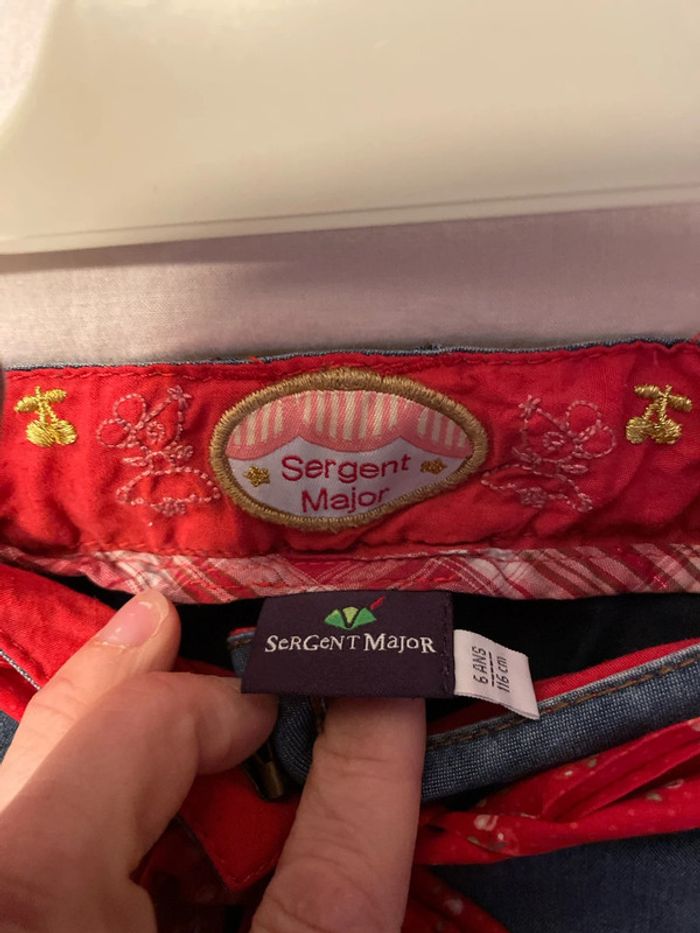 Sergent
Major
SERGENT MAJOR
6 ANS
116 cm